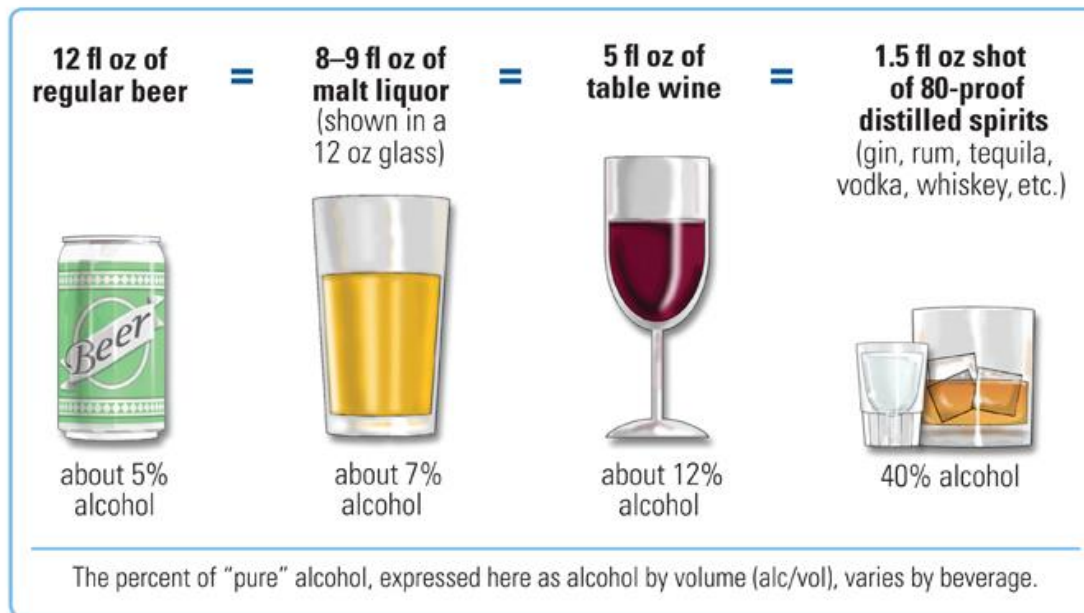 12 fl oz of
regular beer
=
8–9 fl oz of
malt liquor
(shown in a
12 oz glass)
=
5 fl oz of
table wine
=
1.5 fl oz shot
of 80-proof
distilled spirits
(gin, rum, tequila,
vodka, whiskey, etc.)
Beer
about 5%
alcohol
about 7%
alcohol
about 12%
alcohol
40% alcohol
The percent of “pure” alcohol, expressed here as alcohol by volume (alc/vol), varies by beverage.